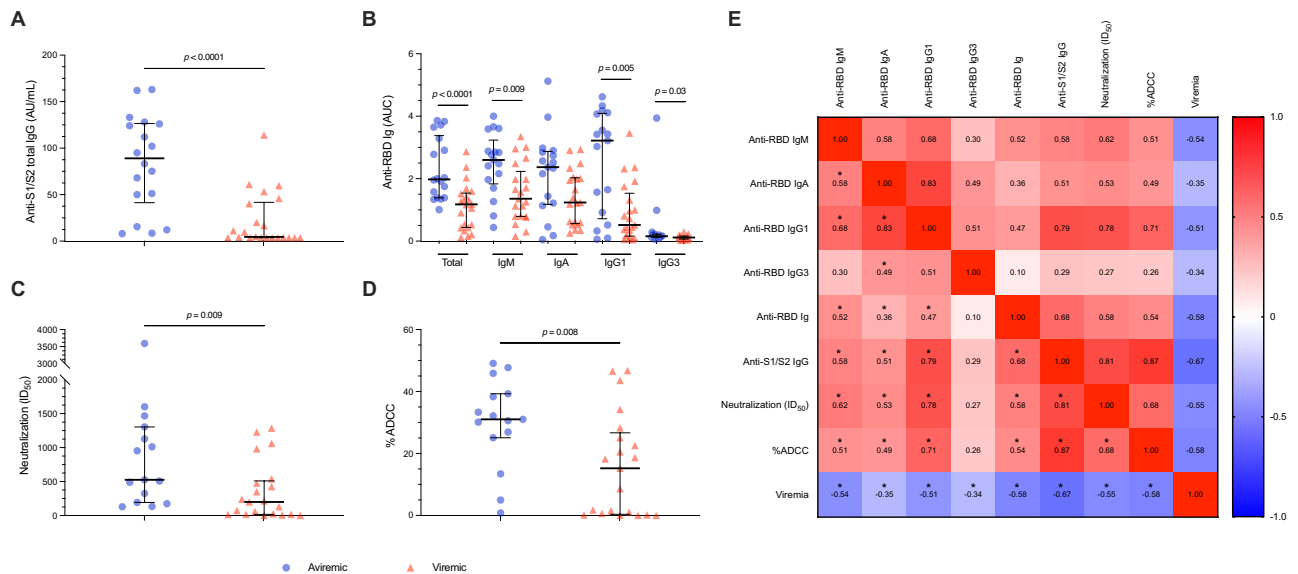 A
Anti-S1/S2 total IgG (AU/mL)
200
150
100
50
0
p < 0.0001
B
Anti-RBD Ig (AUC)
6
4
2
0
p < 0.0001
p = 0.009
p = 0.005
p = 0.03
Total IgM IgA IgG1 IgG3
C
Neutralization (ID50)
4000
3500
3000
2000
1500
1000
500
0
p = 0.009
D
% ADCC
60
40
20
0
p = 0.008
Aviremic Viremic
E
Anti-RBD IgM
Anti-RBD IgA
Anti-RBD IgG1
Anti-RBD IgG3
Anti-RBD Ig
Anti-S1/S2 IgG
Neutralization (ID50)
%ADCC
Viremia
Anti-RBD IgM 1.00 0.58 0.68 0.30 0.52 0.58 0.62 0.51 -0.54
* 
Anti-RBD IgA 0.58 1.00 0.83 0.49 0.36 0.51 0.53 0.49 -0.35
* *
Anti-RBD IgG1 0.68 0.83 1.00 0.51 0.47 0.79 0.78 0.71 -0.51
*
Anti-RBD IgG3 0.30 0.49 0.51 1.00 0.10 0.29 0.27 0.26 -0.34
* * *
Anti-RBD Ig 0.52 0.36 0.47 0.10 1.00 0.68 0.58 0.54 -0.58
* * * *
Anti-S1/S2 IgG 0.58 0.51 0.79 0.29 0.68 1.00 0.81 0.87 -0.67
* * * * *
Neutralization (ID50) 0.62 0.53 0.78 0.27 0.58 0.81 1.00 0.68 -0.55
* * * * * *
%ADCC 0.51 0.49 0.71 0.26 0.54 0.87 0.68 1.00 -0.58
* * * * * * * *
Viremia -0.54 -0.35 -0.51 -0.34 -0.58 -0.67 -0.55 -0.58 1.00
1.0
0.5
0
-0.5
-1.0